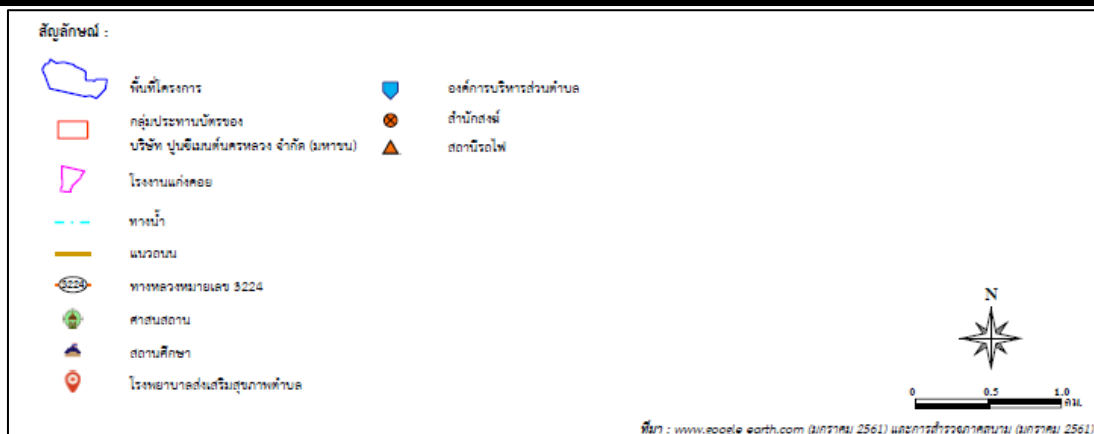 สัญลักษณ์ :
พื้นที่โครงการ
กลุ่มประทานบัตรของ
บริษัท ปูนซีเมนต์นครหลวง จำกัด (มหาชน)
โรงงานแก่งคอย
ทางน้ำ
แนวถนน
3224 ทางหลวงหมายเลข 3224
ศาสนสถาน
สถานศึกษา
โรงพยาบาลส่งเสริมสุขภาพตำบล
องค์การบริหารส่วนตำบล
สำนักสงฆ์
สถานีรถไฟ
N
0 0.5 1.0
กม.
ที่มา : www.google earth.com (มกราคม 2561) และการสำรวจภาคสนาม (มกราคม 2561)